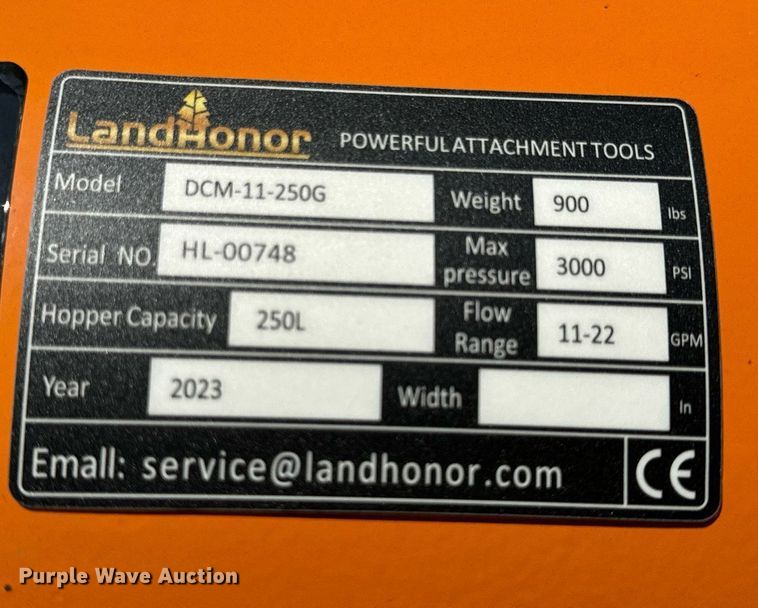 LandHonor POWERFUL ATTACHMENT TOOLS
Model DCM-11-250G Weight 900 lbs
Serial NO. HL-00748 Max pressure 3000 PSI
Hopper Capacity 250L Flow Range 11-22 GPM
Year 2023 Width In
Emall: service@landhonor.com CE
Purple Wave Auction